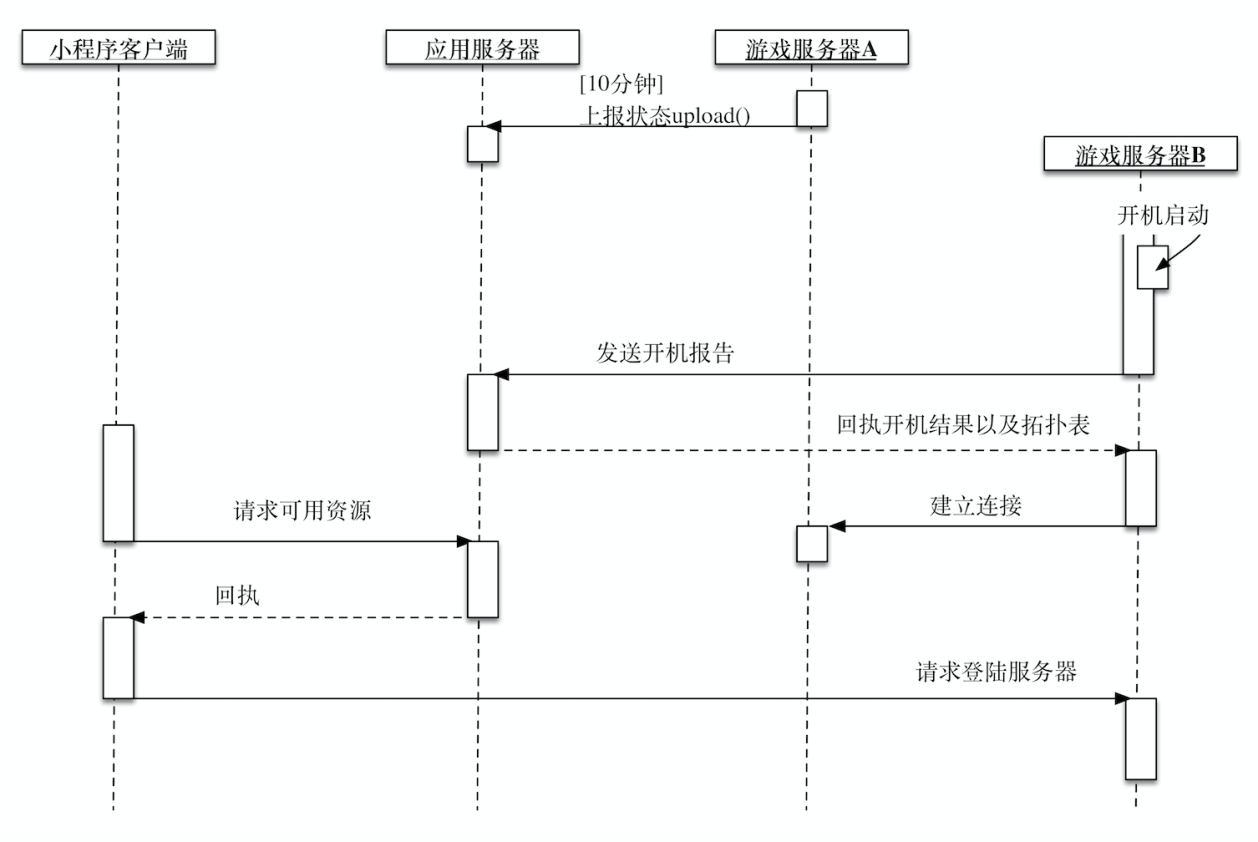 小程序客户端
应用服务器
游戏服务器A
[10分钟]
上报状态upload()
游戏服务器B
开机启动
发送开机报告
回执开机结果以及拓扑表
建立连接
请求可用资源
回执
请求登陆服务器